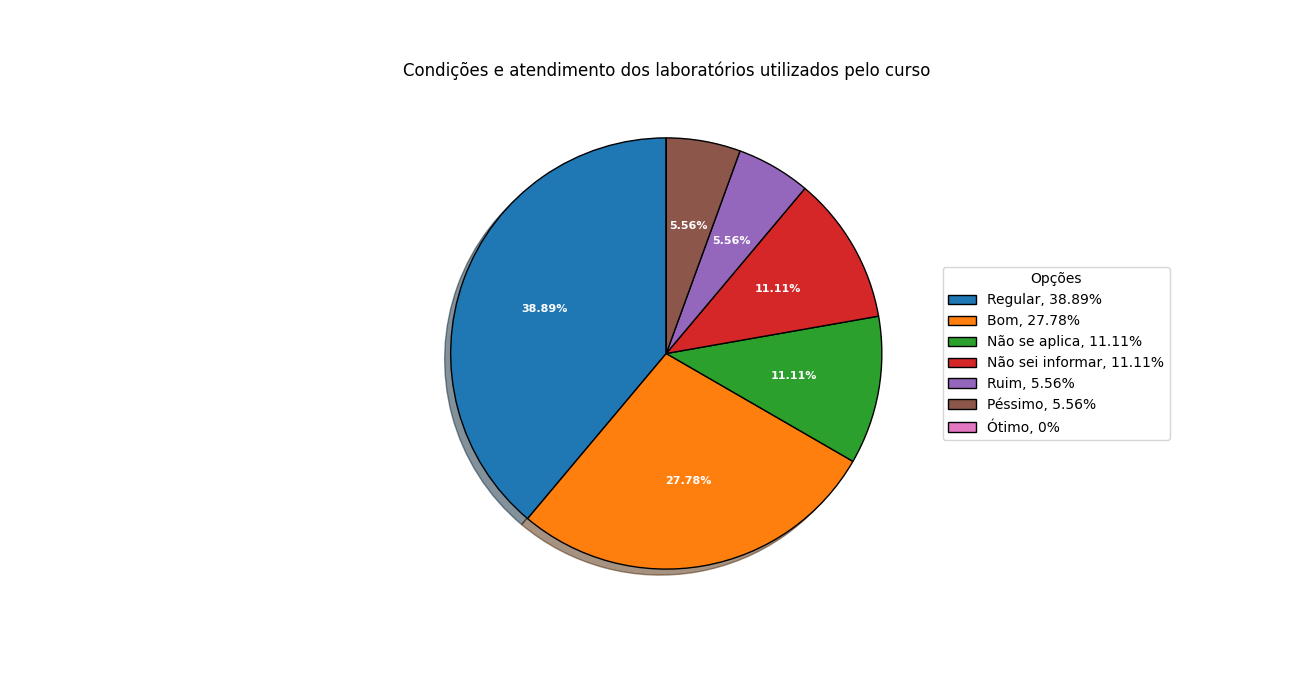 Condições e atendimento dos laboratórios utilizados pelo curso
5.56%
5.56%
11.11%
38.89%
11.11%
27.78%
Opções
Regular, 38.89%
Bom, 27.78%
Não se aplica, 11.11%
Não sei informar, 11.11%
Ruim, 5.56%
Péssimo, 5.56%
Ótimo, 0%